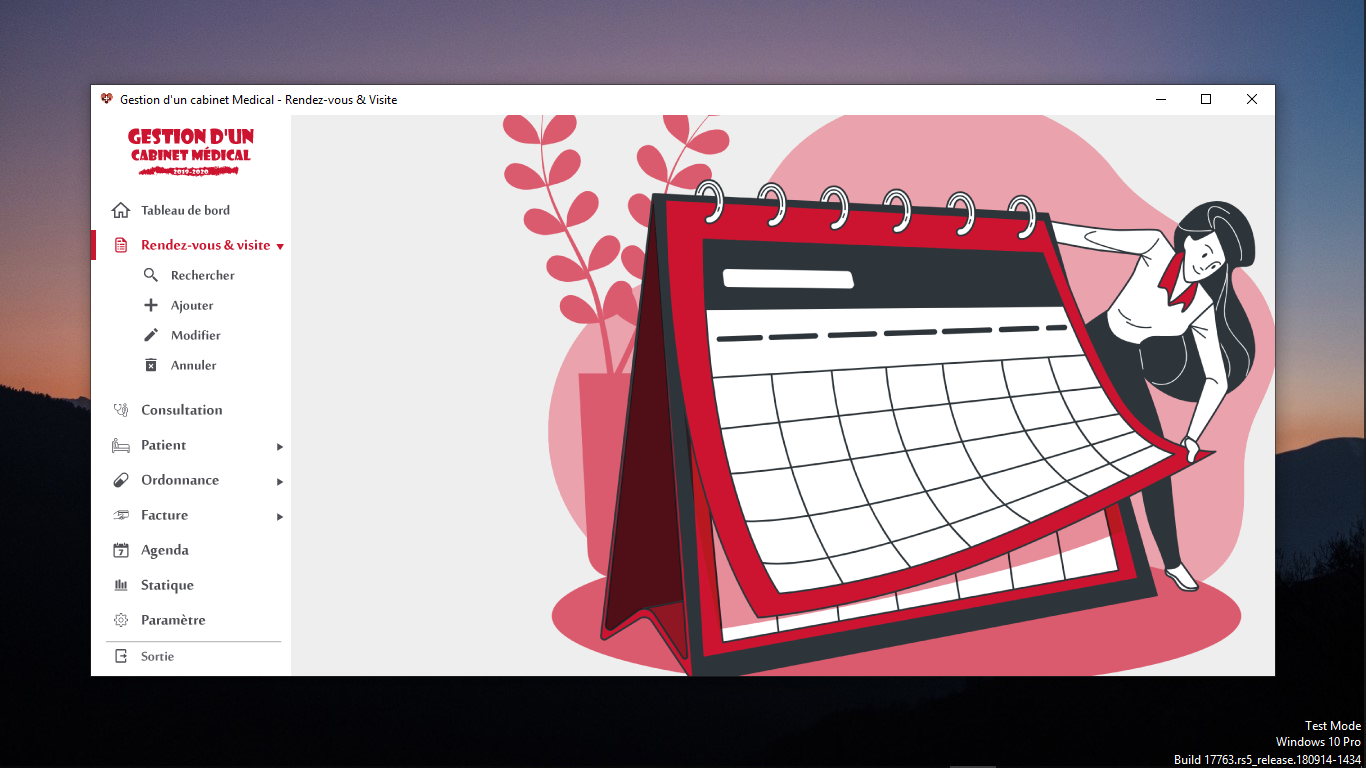 Gestion d'un cabinet Medical - Rendez-vous & Visite
GESTION D'UN
CABINET MÉDICAL
2019-2020
Tableau de bord
Rendez-vous & visite
Rechercher
Ajouter
Modifier
Annuler
Consultation
Patient
Ordonnance
Facture
7
Agenda
Statique
Paramètre
Sortie
Test Mode
Windows 10 Pro
Build 17763.rs5_release.180914-1434